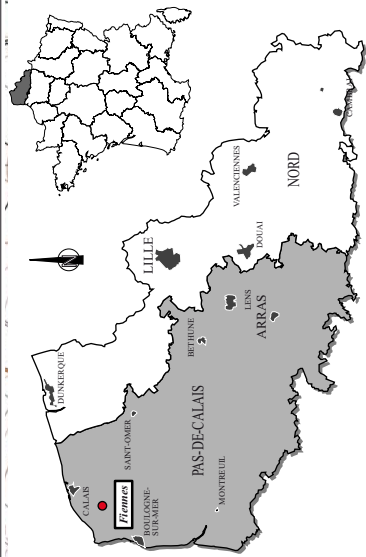 N
DUNKERQUE
CALAIS
Fiennes
BOULOGNE-
SUR-MER
SAINT-OMER
LILLE
PAS-DE-CALAIS
MONTREUIL
BETHUNE
LENS
ARRAS
DOUAI
VALENCIENNES
NORD